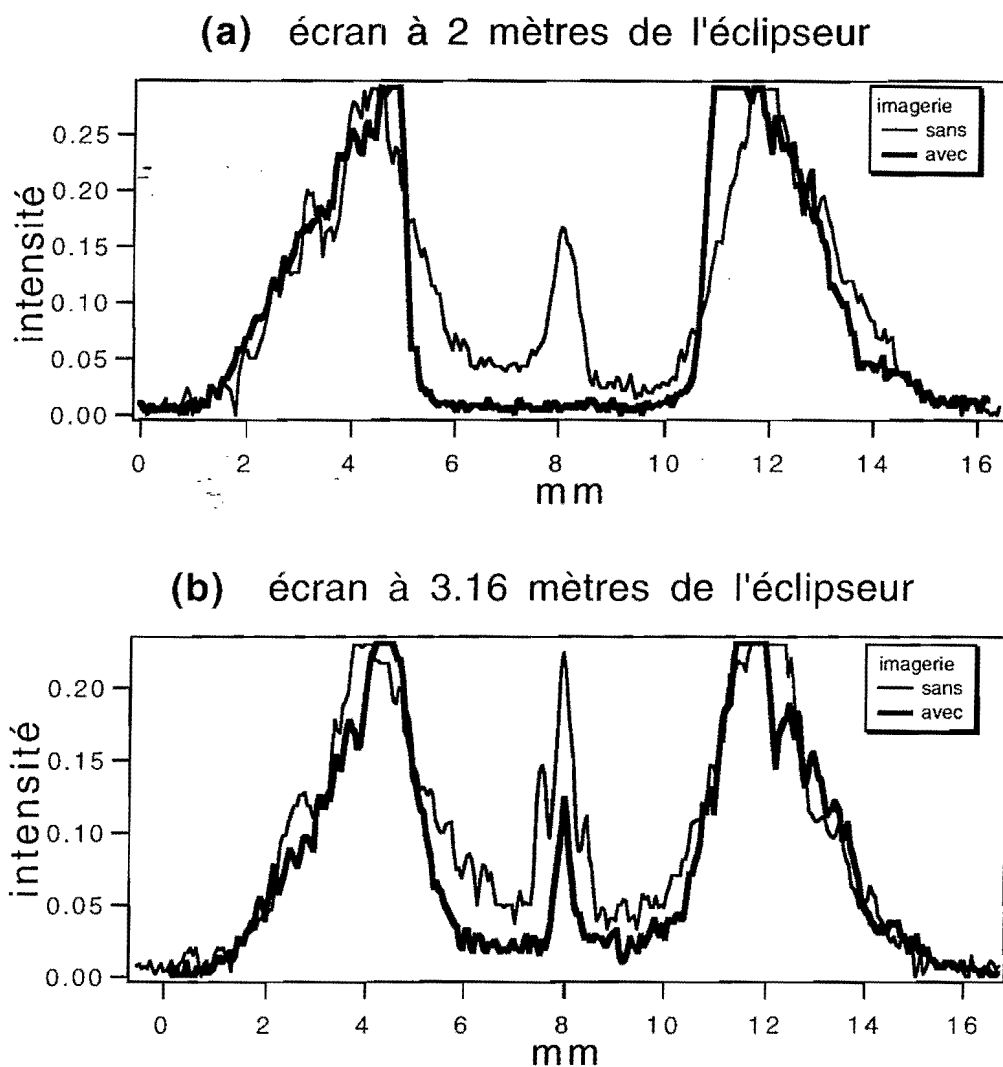 (a) écran à 2 mètres de l'éclipseur
imagerie
sans
avec
0.25
0.20
0.15
0.10
0.05
0.00
intensité
0 2 4 6 8 10 12 14 16
mm
(b) écran à 3.16 mètres de l'éclipseur
imagerie
sans
avec
0.20
0.15
0.10
0.05
0.00
intensité
0 2 4 6 8 10 12 14 16
mm